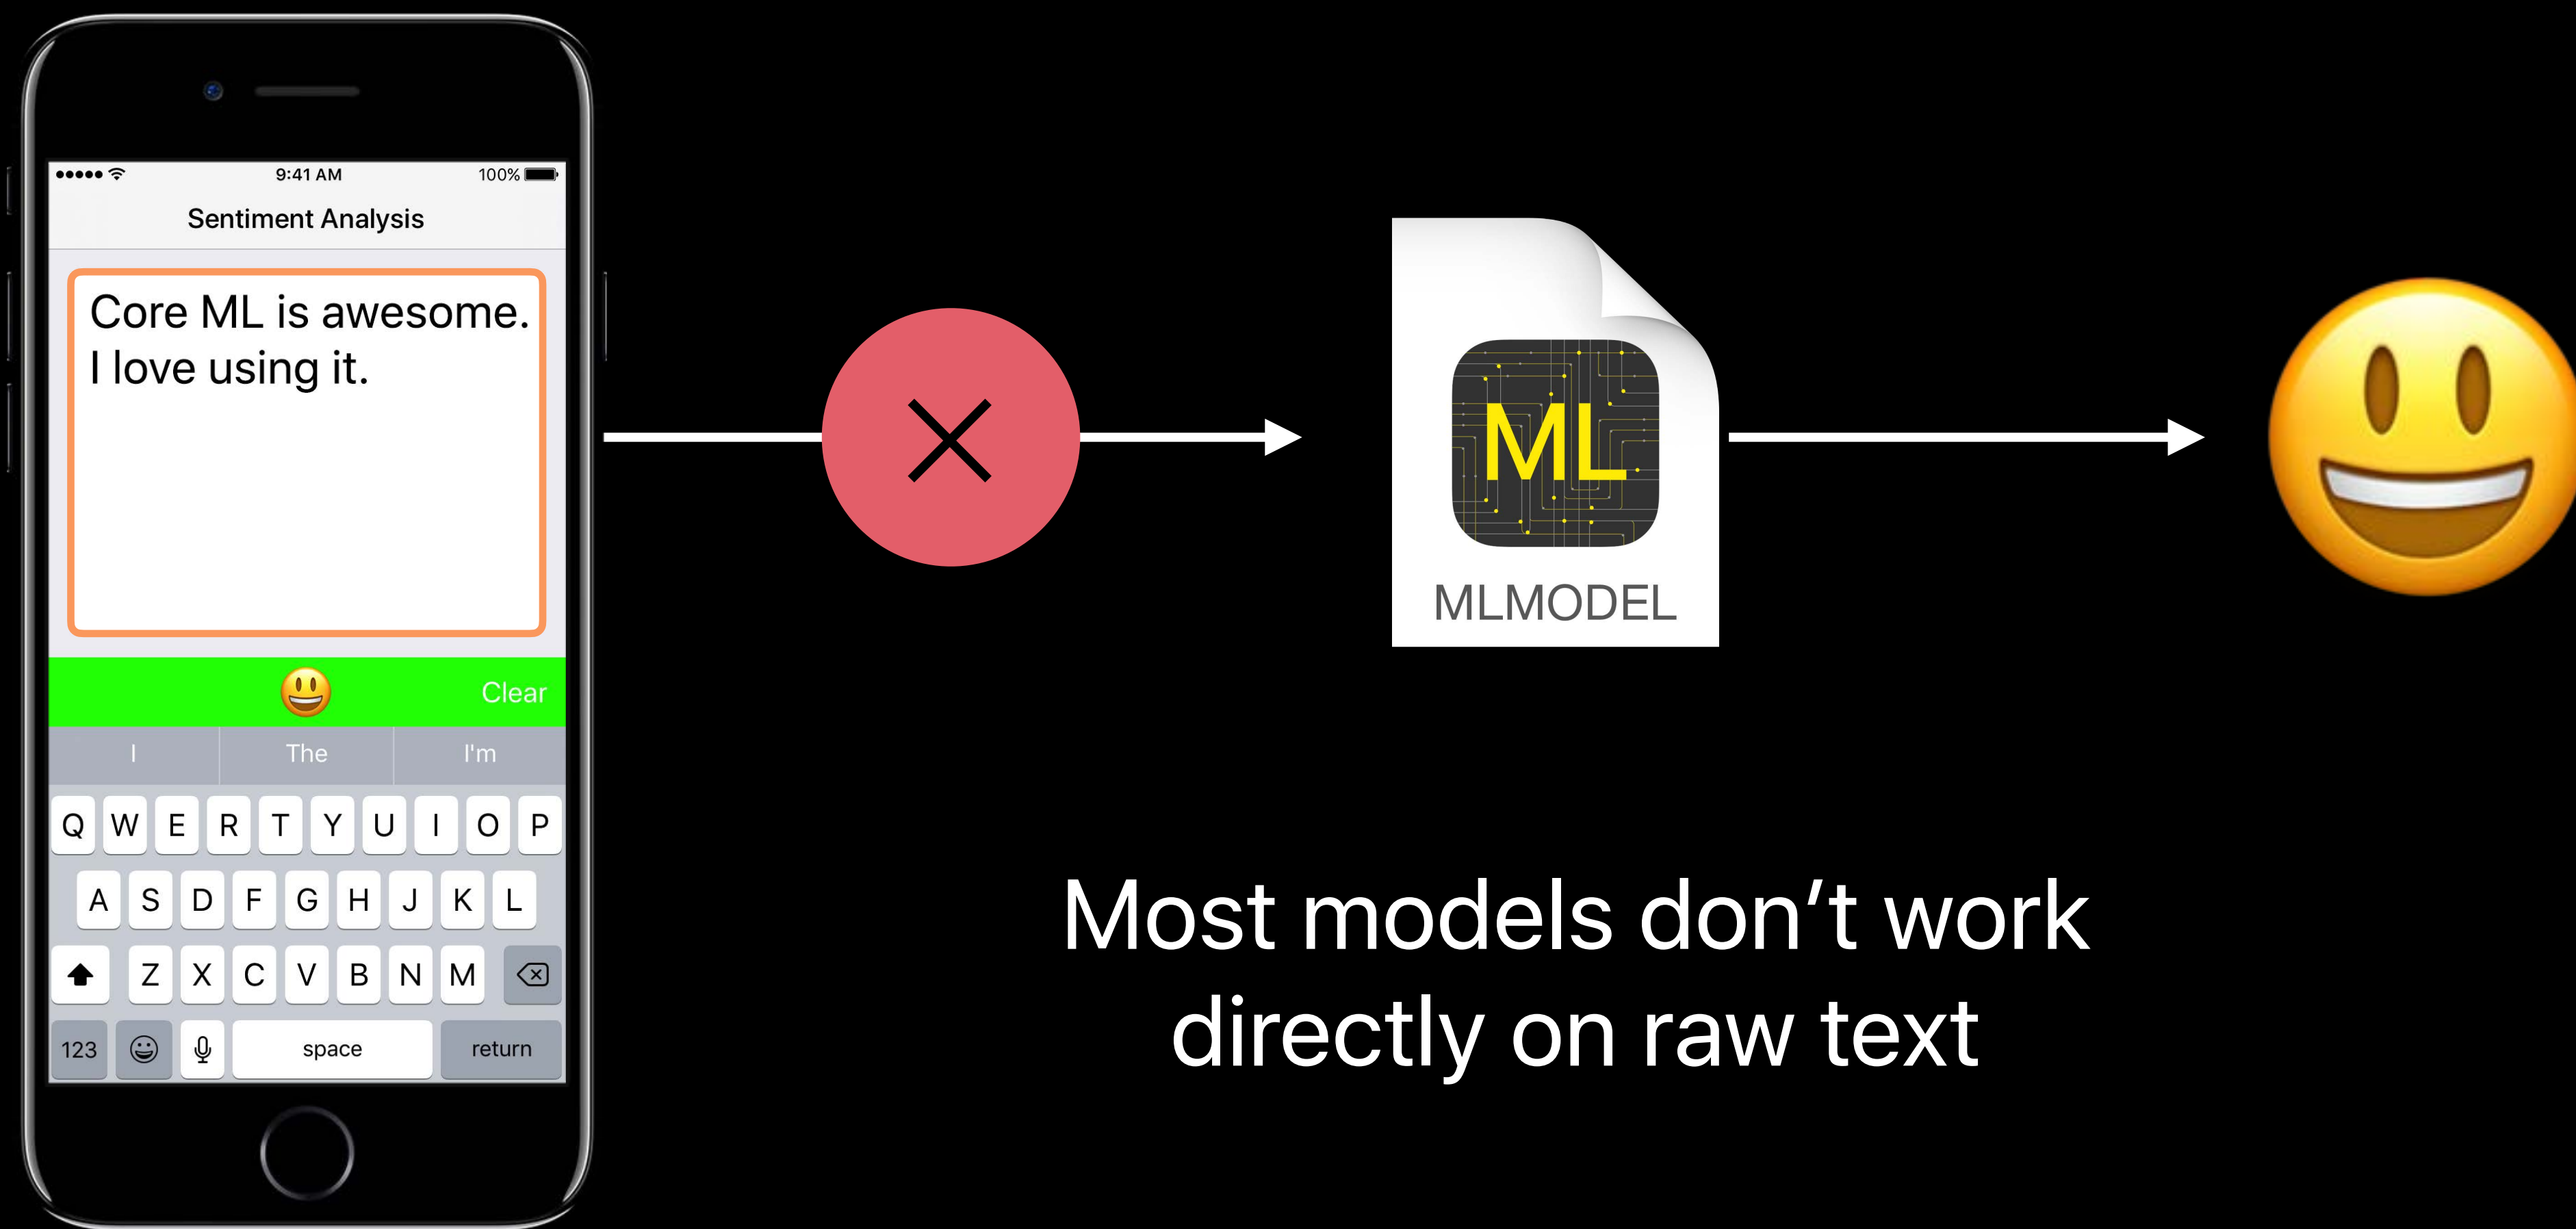 9:41 AM 100%
Sentiment Analysis
Core ML is awesome.
I love using it.
Clear
I The I'm
Q W E R T Y U I O P
A S D F G H J K L
Z X C V B N M
123 space return
ML
MLMODEL
Most models don’t work
directly on raw text